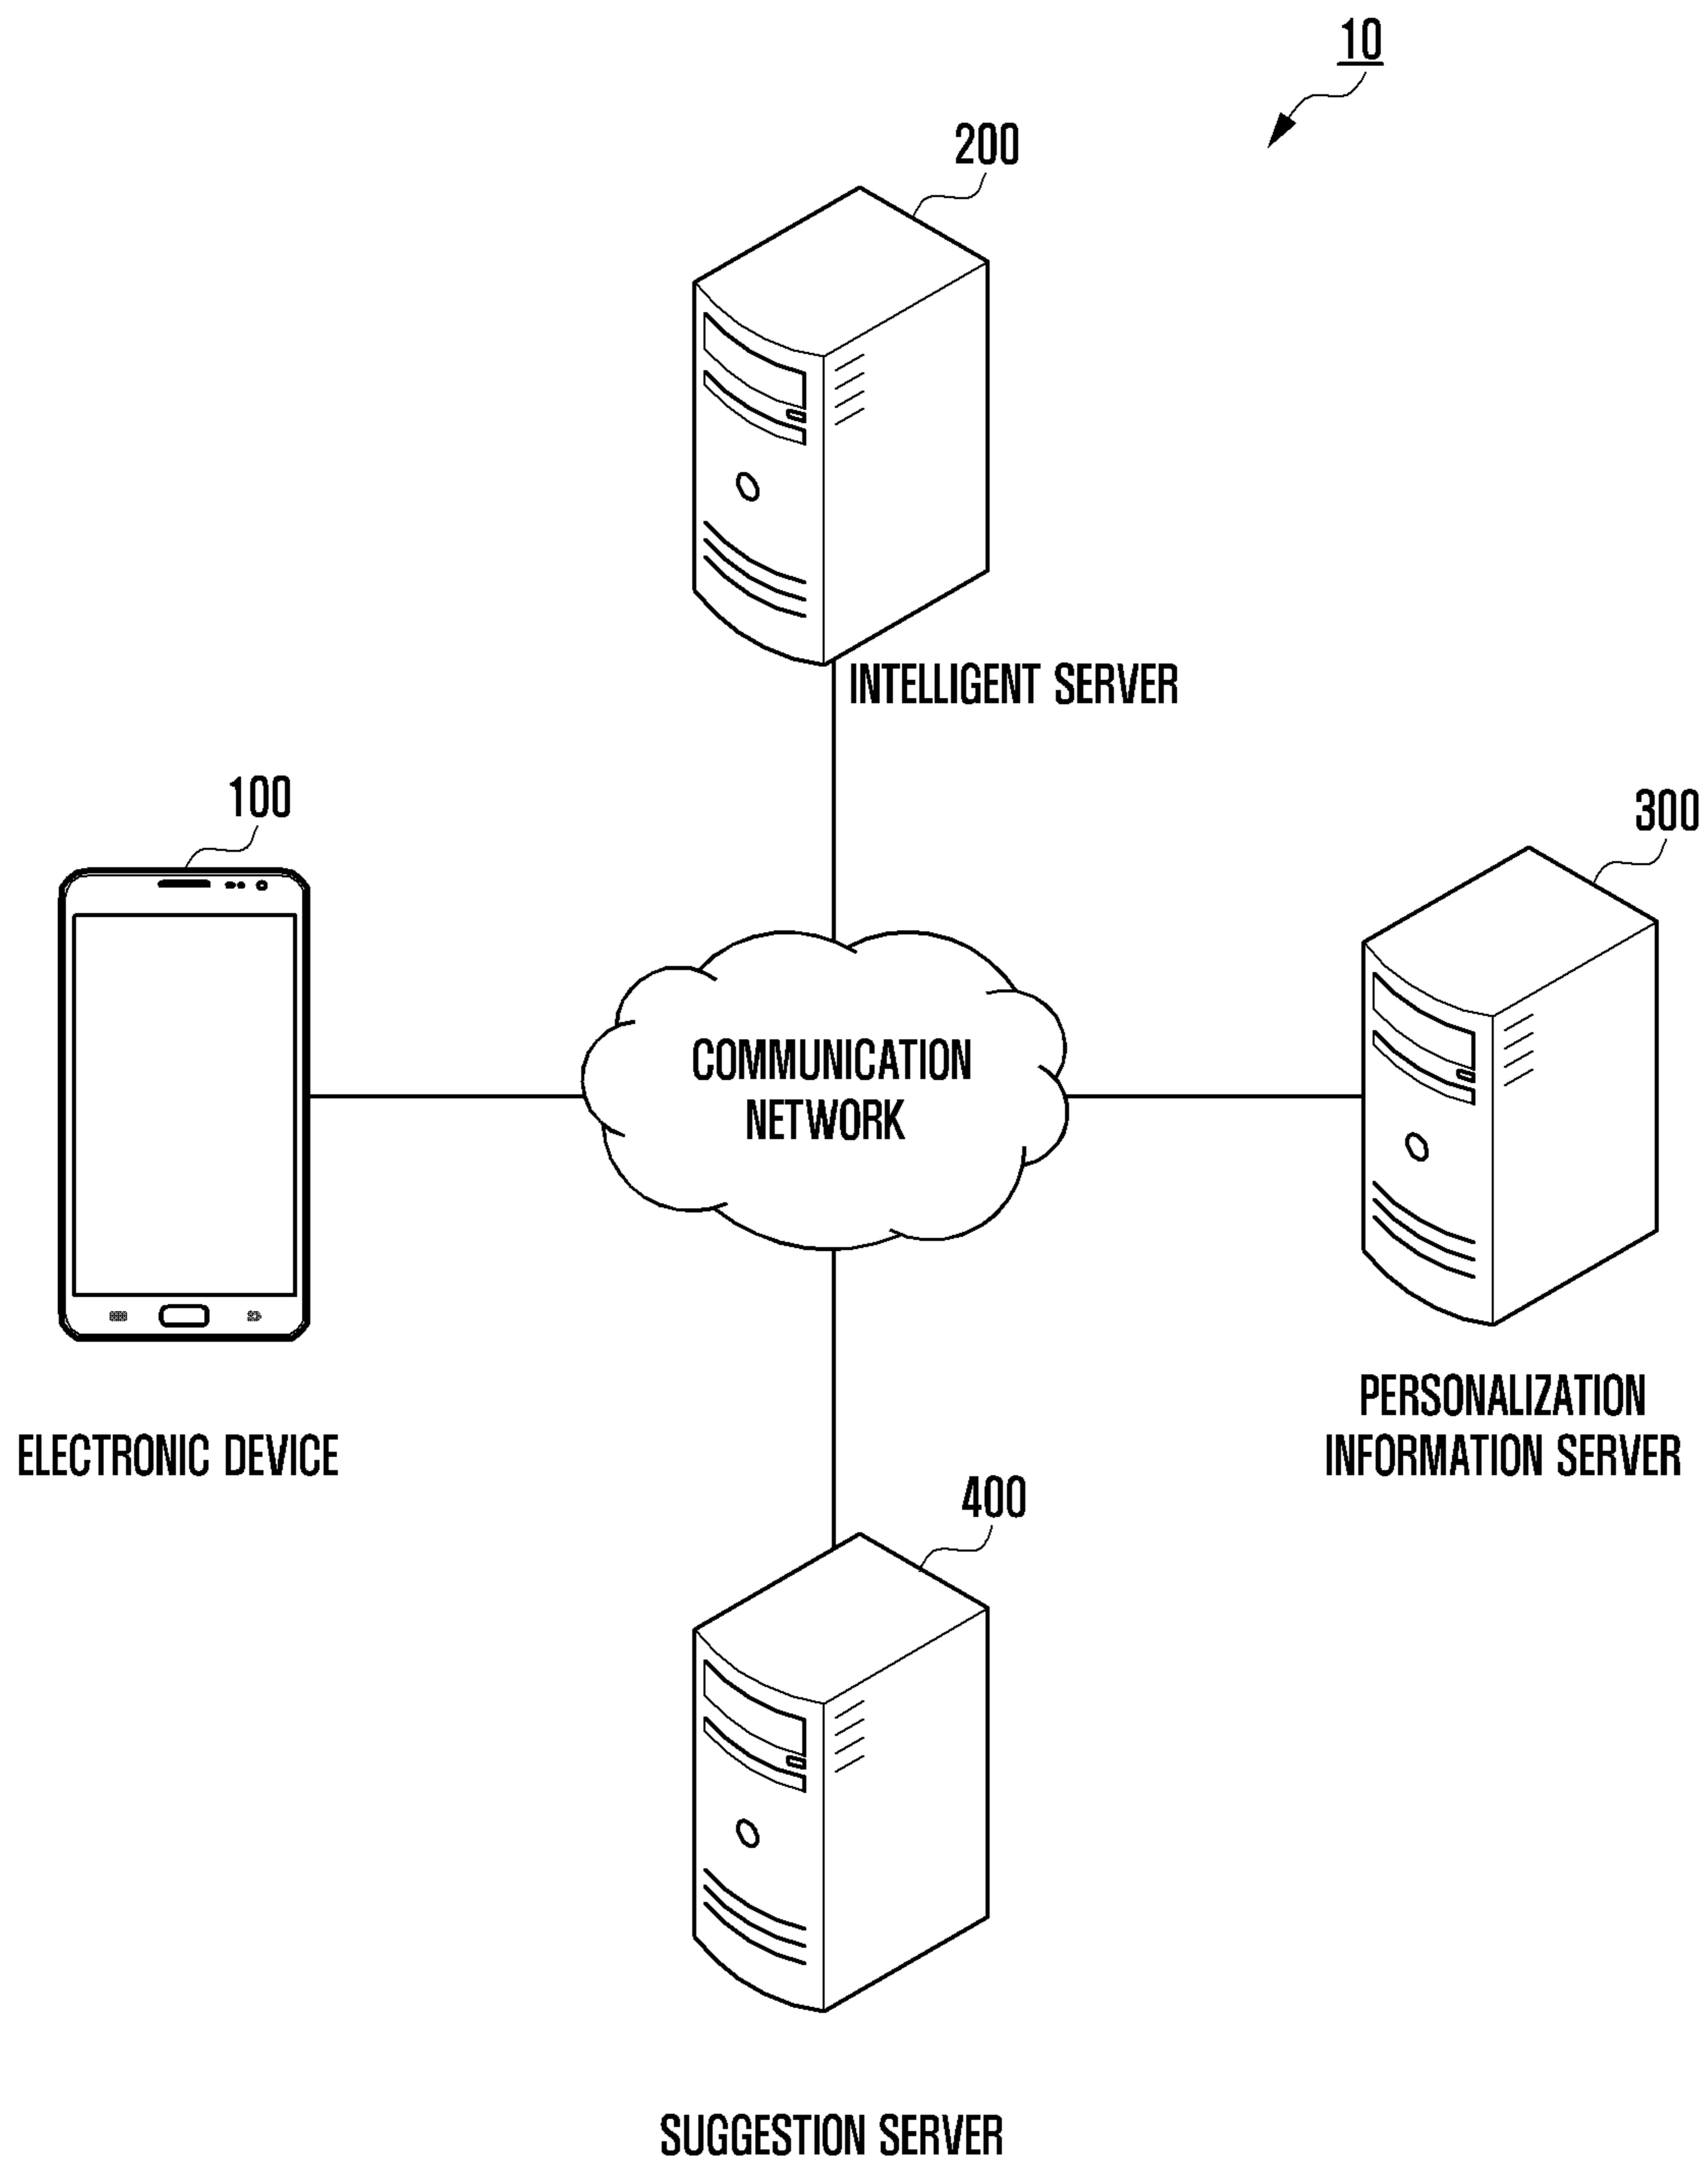 10
200
INTELLIGENT SERVER
100
300
COMMUNICATION
NETWORK
PERSONALIZATION
INFORMATION SERVER
ELECTRONIC DEVICE
400
SUGGESTION SERVER